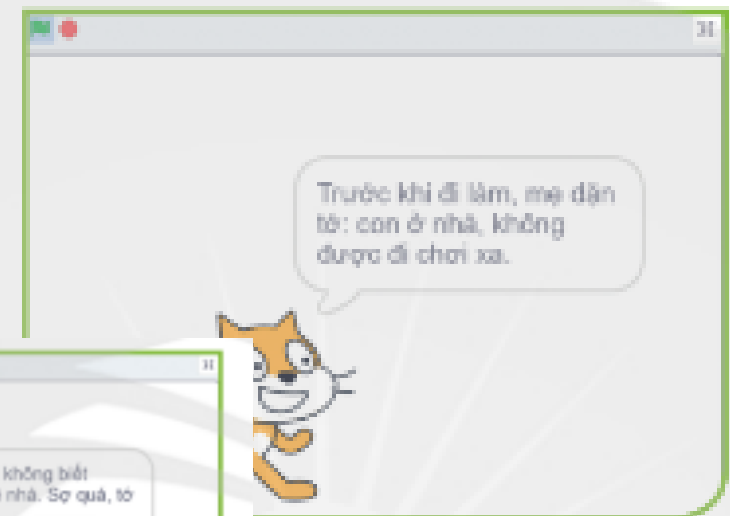 Trước khi đi làm, mẹ dặn
tớ: con ở nhà, không
được đi chơi xa.
không biết
nhà. Sợ quá, tớ